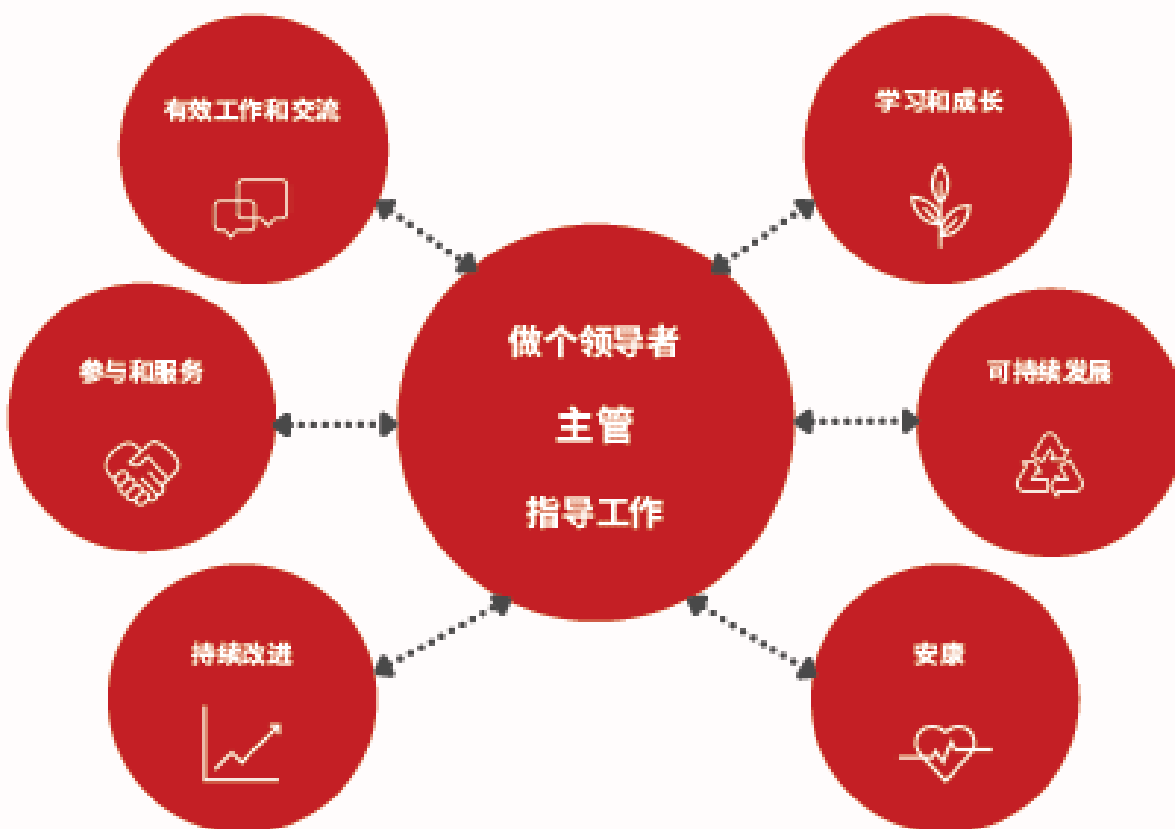 有效工作和交流
学习和成长
做个领导者
主管
指导工作
参与和服务
可持续发展
持续改进
安康